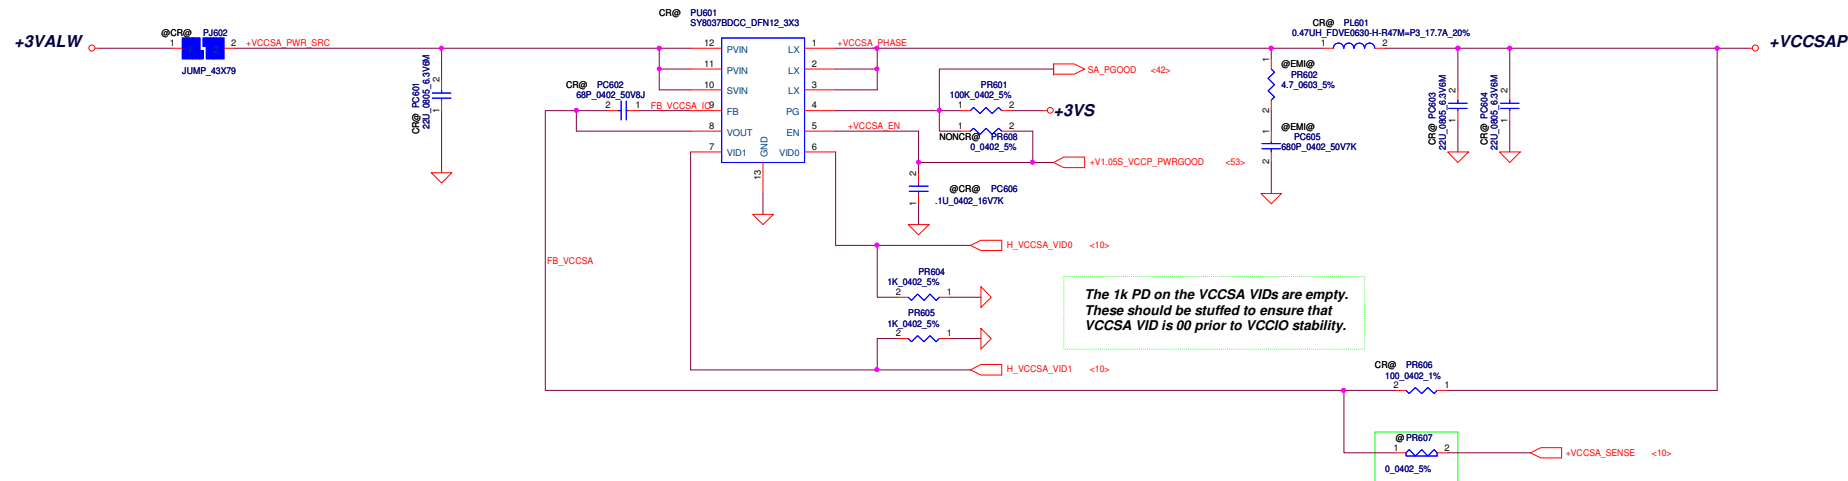 +3VALW
@CR@ PJ602
1 2
JUMP_43X79
+VCCSA_PWR_SRC
CR@ PC601
22U_0805_6.3V6M
2
1
CR@ PU601
SY8037BDCC_DFN12_3X3
12 PVIN
11 PVIN
10 SVIN
9 FB
8 VOUT
7 VID1
LX 1
LX 2
LX 3
PG 4
EN 5
VID0 6
GND
13
CR@ PC602
68P_0402_50V8J
2 1
FB_VCCSA_IC
+VCCSA_PHASE
SA_PGOOD <42>
PR601
100K_0402_5%
1 2
+3VS
+VCCSA_EN
1 2
NONCR@ PR608
0_0402_5%
+V1.05S_VCCP_PWRGOOD <53>
2
1
@CR@ PC606
.1U_0402_16V7K
CR@ PL601
0.47UH_FDVE0630-H-R47M=P3_17.7A_20%
1 2
+VCCSAP
@EMI@
PR602
4.7_0603_5%
1
2
@EMI@
PC605
680P_0402_50V7K
1
2
CR@ PC603
22U_0805_6.3V6M
2
1
CR@ PC604
22U_0805_6.3V6M
2
1
H_VCCSA_VID0 <10>
FB_VCCSA
PR604
1K_0402_5%
2 1
PR605
1K_0402_5%
2 1
H_VCCSA_VID1 <10>
The 1k PD on the VCCSA VIDs are empty.
These should be stuffed to ensure that
VCCSA VID is 00 prior to VCCIO stability.
CR@ PR606
100_0402_1%
2 1
@ PR607
1 2
0_0402_5%
+VCCSA_SENSE <10>